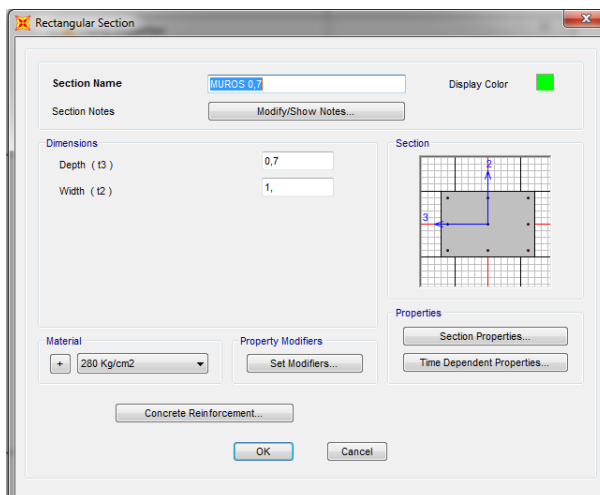 Rectangular Section
X
Section Name MUROS 0,7 Display Color
Section Notes Modify/Show Notes...
Dimensions
Depth ( t3 ) 0,7
Width ( t2 ) 1,
Section
2
3
Properties
Section Properties...
Time Dependent Properties...
Material
+ 280 Kg/cm2
Property Modifiers
Set Modifiers...
Concrete Reinforcement...
OK Cancel